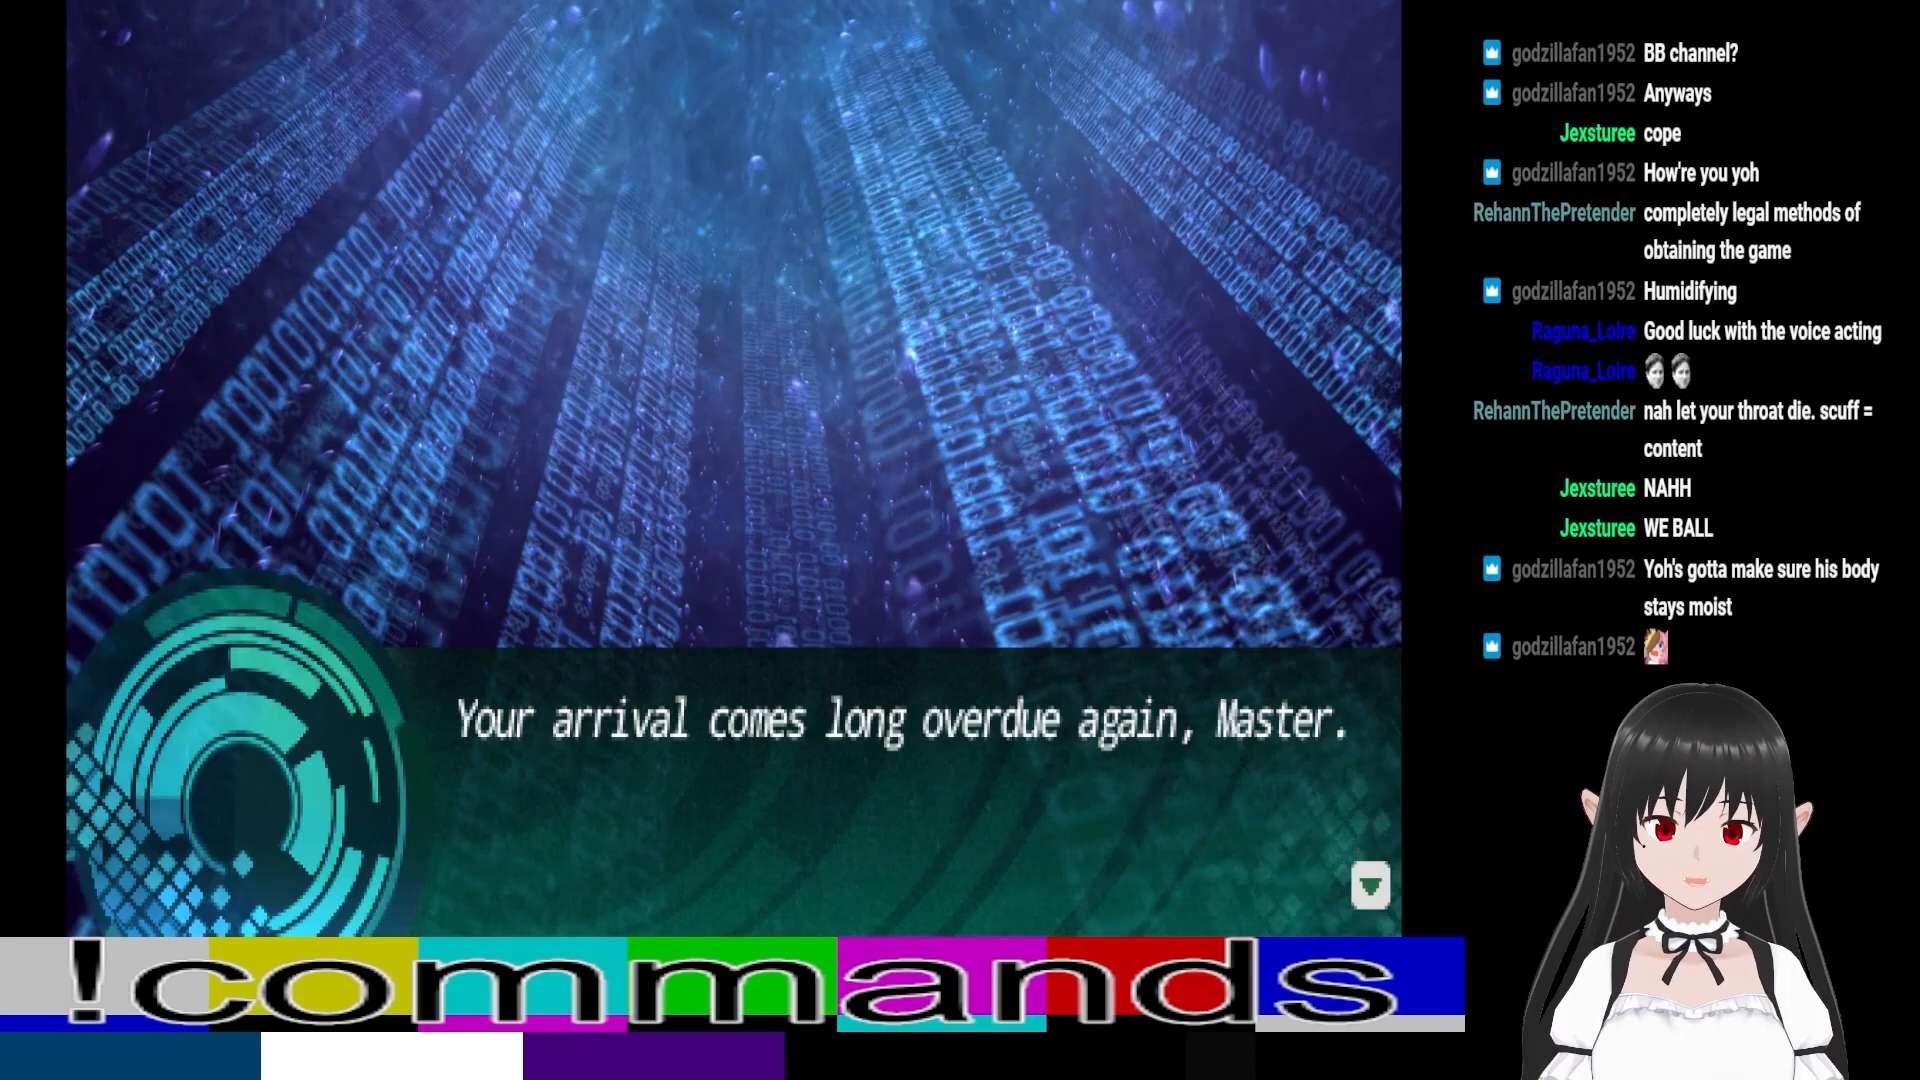 godzillafan1952 BB channel?
godzillafan1952 Anyways
Jexsturee cope
godzillafan1952 How're you yoh
RehannThePretender completely legal methods of
obtaining the game
godzillafan1952 Humidifying
Raguna_Loire Good luck with the voice acting
Raguna_Loire
RehannThePretender nah let your throat die. scuff =
content
Jexsturee NAHH
Jexsturee WE BALL
godzillafan1952 Yoh's gotta make sure his body
stays moist
godzillafan1952
Your arrival comes long overdue again, Master.
!commands